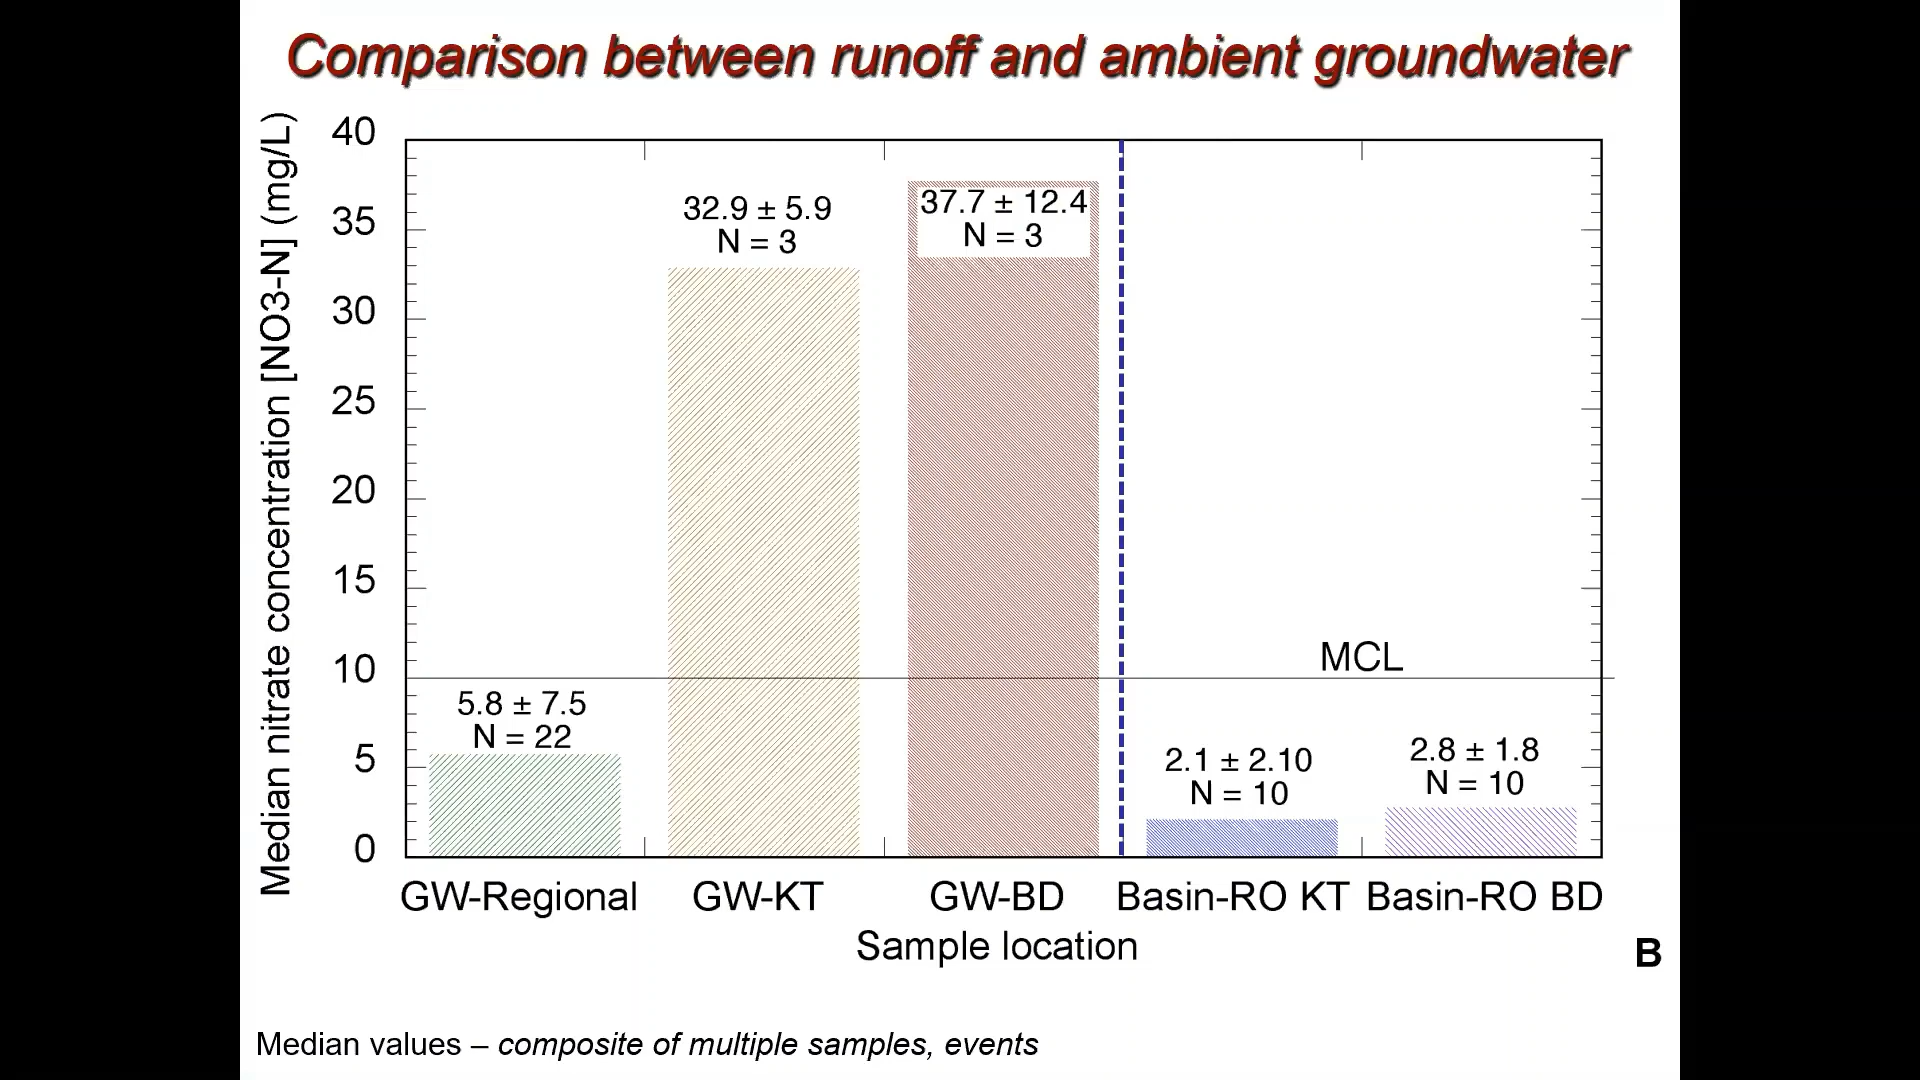 Comparison between runoff and ambient groundwater
Median nitrate concentration [NO3-N] (mg/L)
40
35
30
25
20
15
10
5
0
32.9 ± 5.9
N = 3
37.7 ± 12.4
N = 3
MCL
5.8 ± 7.5
N = 22
2.1 ± 2.10
N = 10
2.8 ± 1.8
N = 10
GW-Regional
GW-KT
GW-BD
Basin-RO KT
Basin-RO BD
Sample location
B
Median values – composite of multiple samples, events